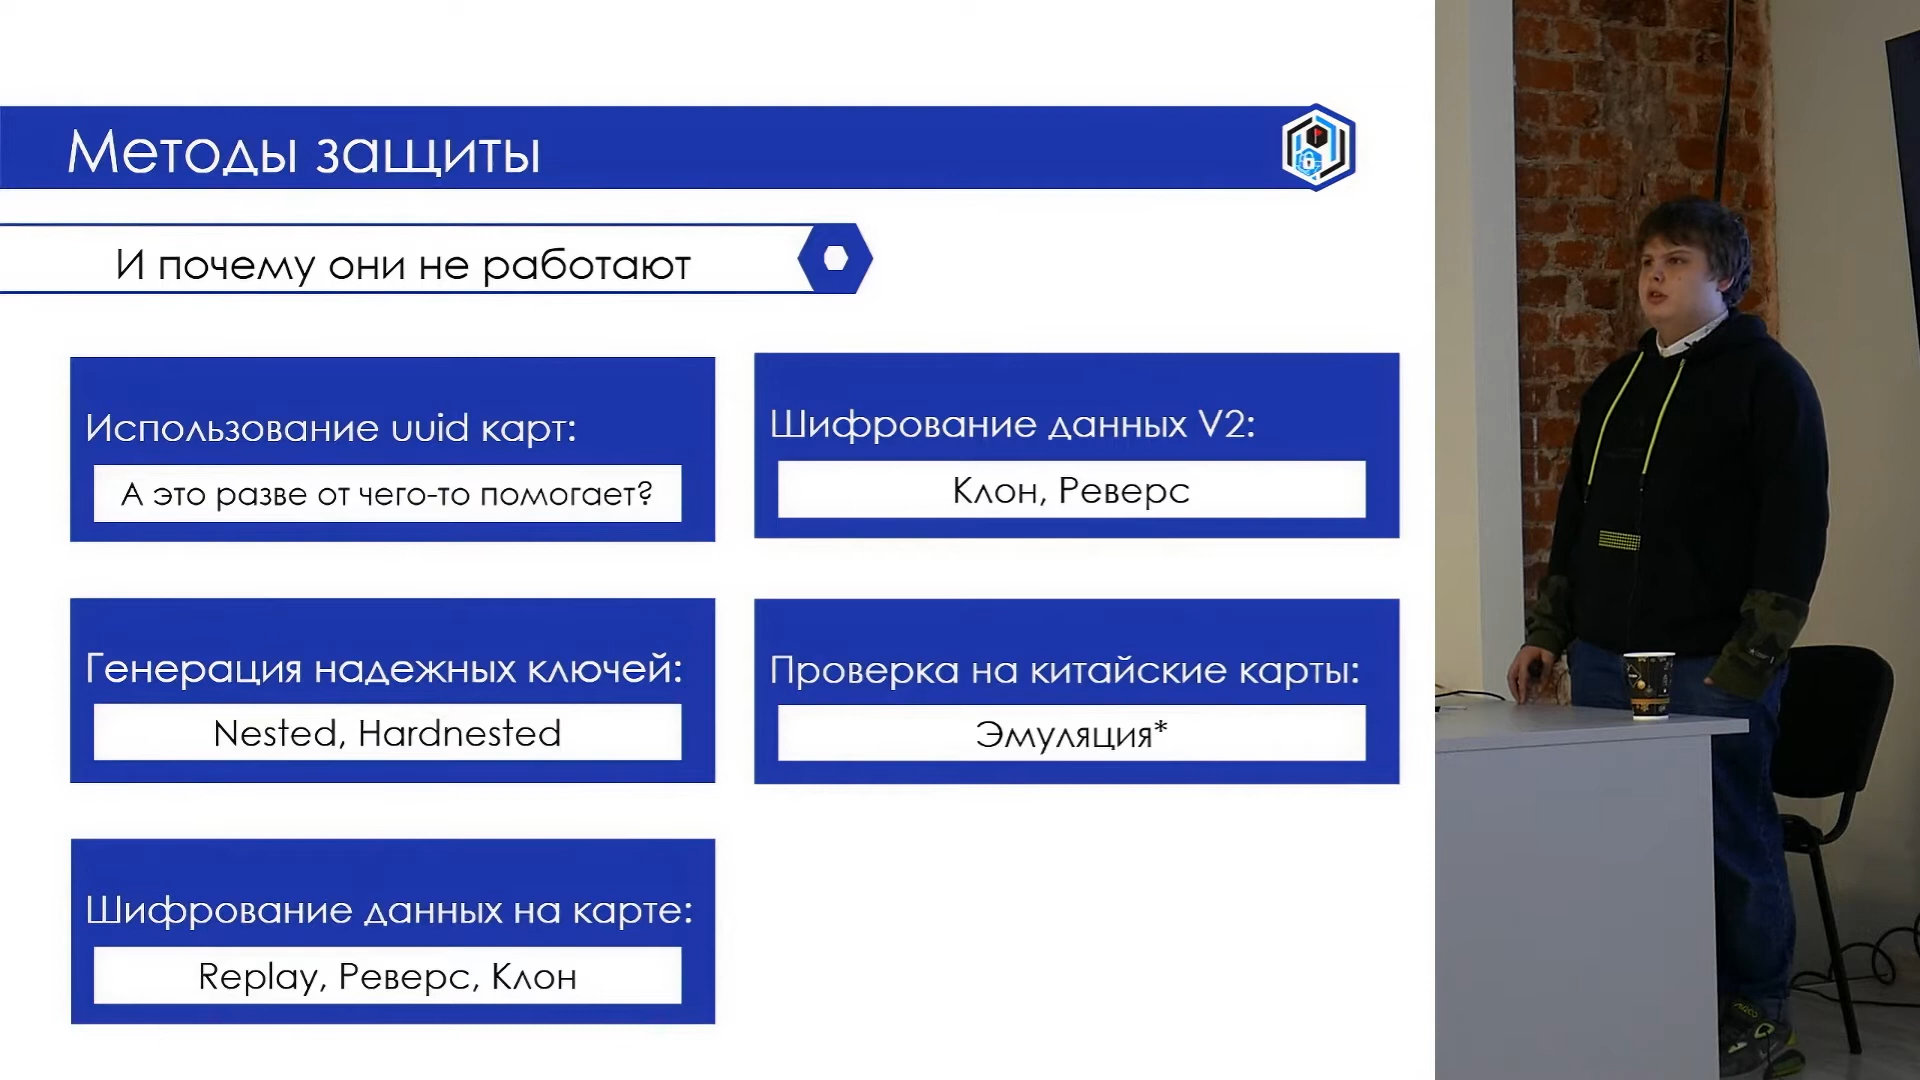 Методы защиты
И почему они не работают
Использование uuid карт:
А это разве от чего-то помогает?
Шифрование данных V2:
Клон, Реверс
Генерация надежных ключей:
Nested, Hardnested
Проверка на китайские карты:
Эмуляция*
Шифрование данных на карте:
Replay, Реверс, Клон